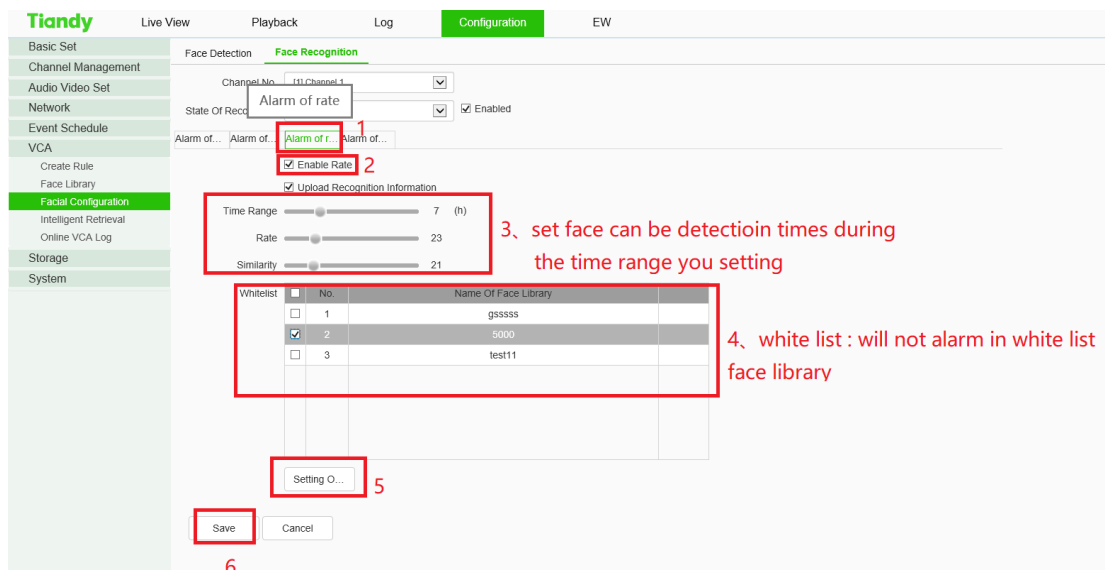 Tiandy Live View Playback Log Configuration EW
Basic Set
Channel Management
Audio Video Set
Network
Event Schedule
VCA
Create Rule
Face Library
Facial Configuration
Intelligent Retrieval
Online VCA Log
Storage
System
Face Detection Face Recognition
Channel No. [1] Channel 1
Alarm of rate
State Of Reco Enabled
Alarm of... Alarm of... Alarm of r... Alarm of...
1
Enable Rate 2
Upload Recognition Information
Time Range 7 (h)
Rate 23
Similarity 21
3、set face can be detectioin times during
the time range you setting
Whitelist No. Name Of Face Library
1 gsssss
2 5000
3 test11
4、white list : will not alarm in white list
face library
Setting O... 5
Save Cancel
6